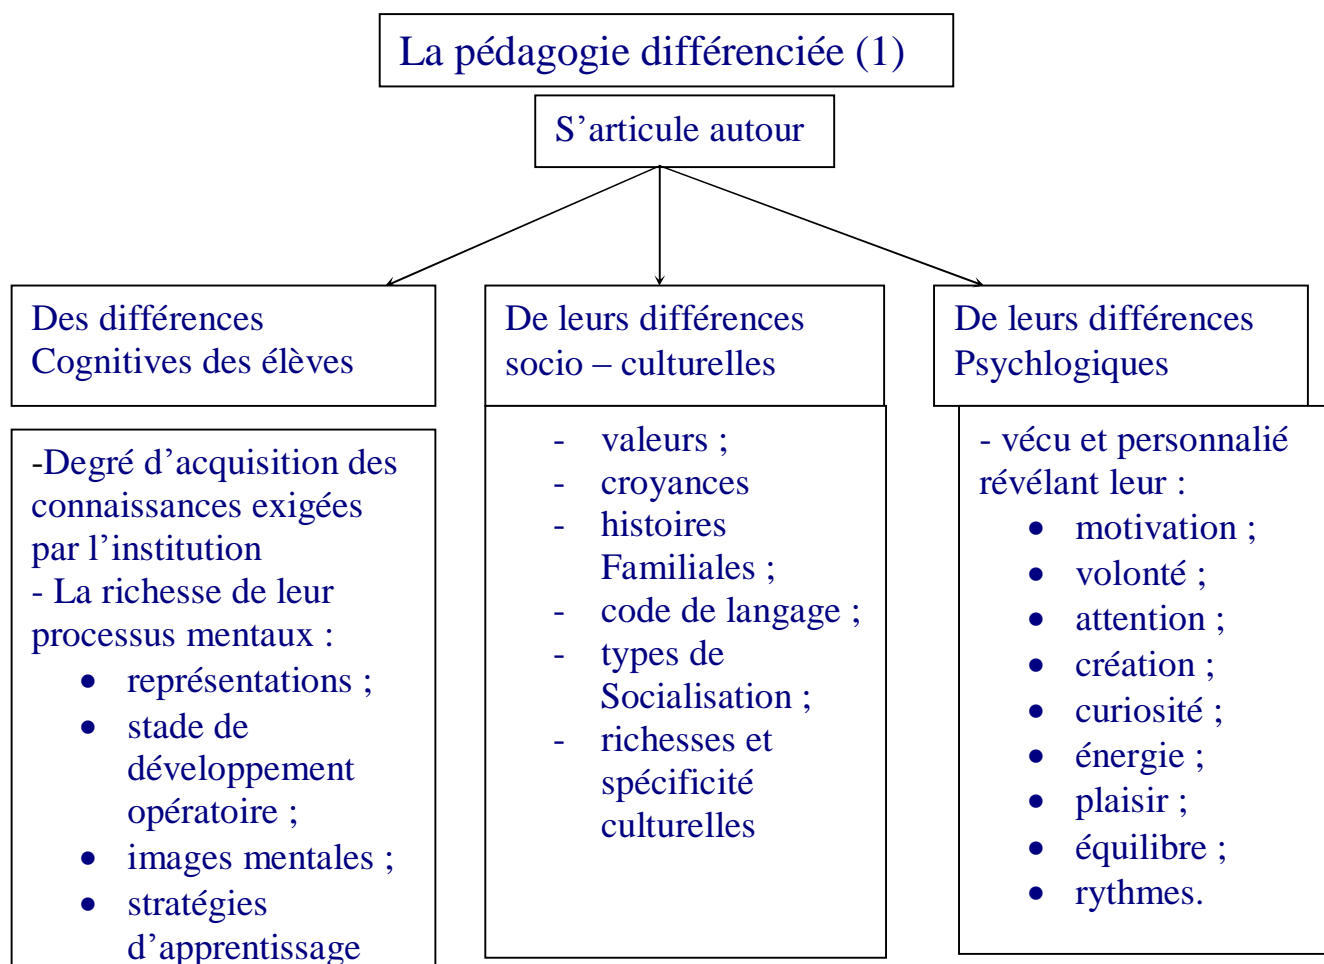 La pédagogie différenciée (1)
S’articule autour
Des différences
Cognitives des élèves
-Degré d’acquisition des
connaissances exigées
par l’institution
- La richesse de leur
processus mentaux :
• représentations ;
• stade de
développement
opératoire ;
• images mentales ;
• stratégies
d’apprentissage
De leurs différences
socio – culturelles
- valeurs ;
- croyances
- histoires
Familiales ;
- code de langage ;
- types de
Socialisation ;
- richesses et
spécificité
culturelles
De leurs différences
Psychlogiques
- vécu et personnalié
révélant leur :
• motivation ;
• volonté ;
• attention ;
• création ;
• curiosité ;
• énergie ;
• plaisir ;
• équilibre ;
• rythmes.